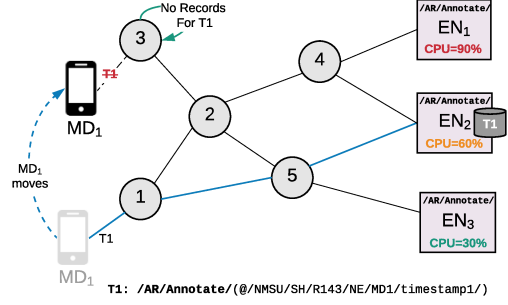 No Records
For T1
/AR/Annotate/
EN1
CPU=90%
3
4
T1
MD1
/AR/Annotate/
EN2
T1
CPU=60%
2
MD1
moves
5
1
/AR/Annotate/
EN3
CPU=30%
T1
MD1
T1: /AR/Annotate/(@/NMSU/SH/R143/NE/MD1/timestamp1/)